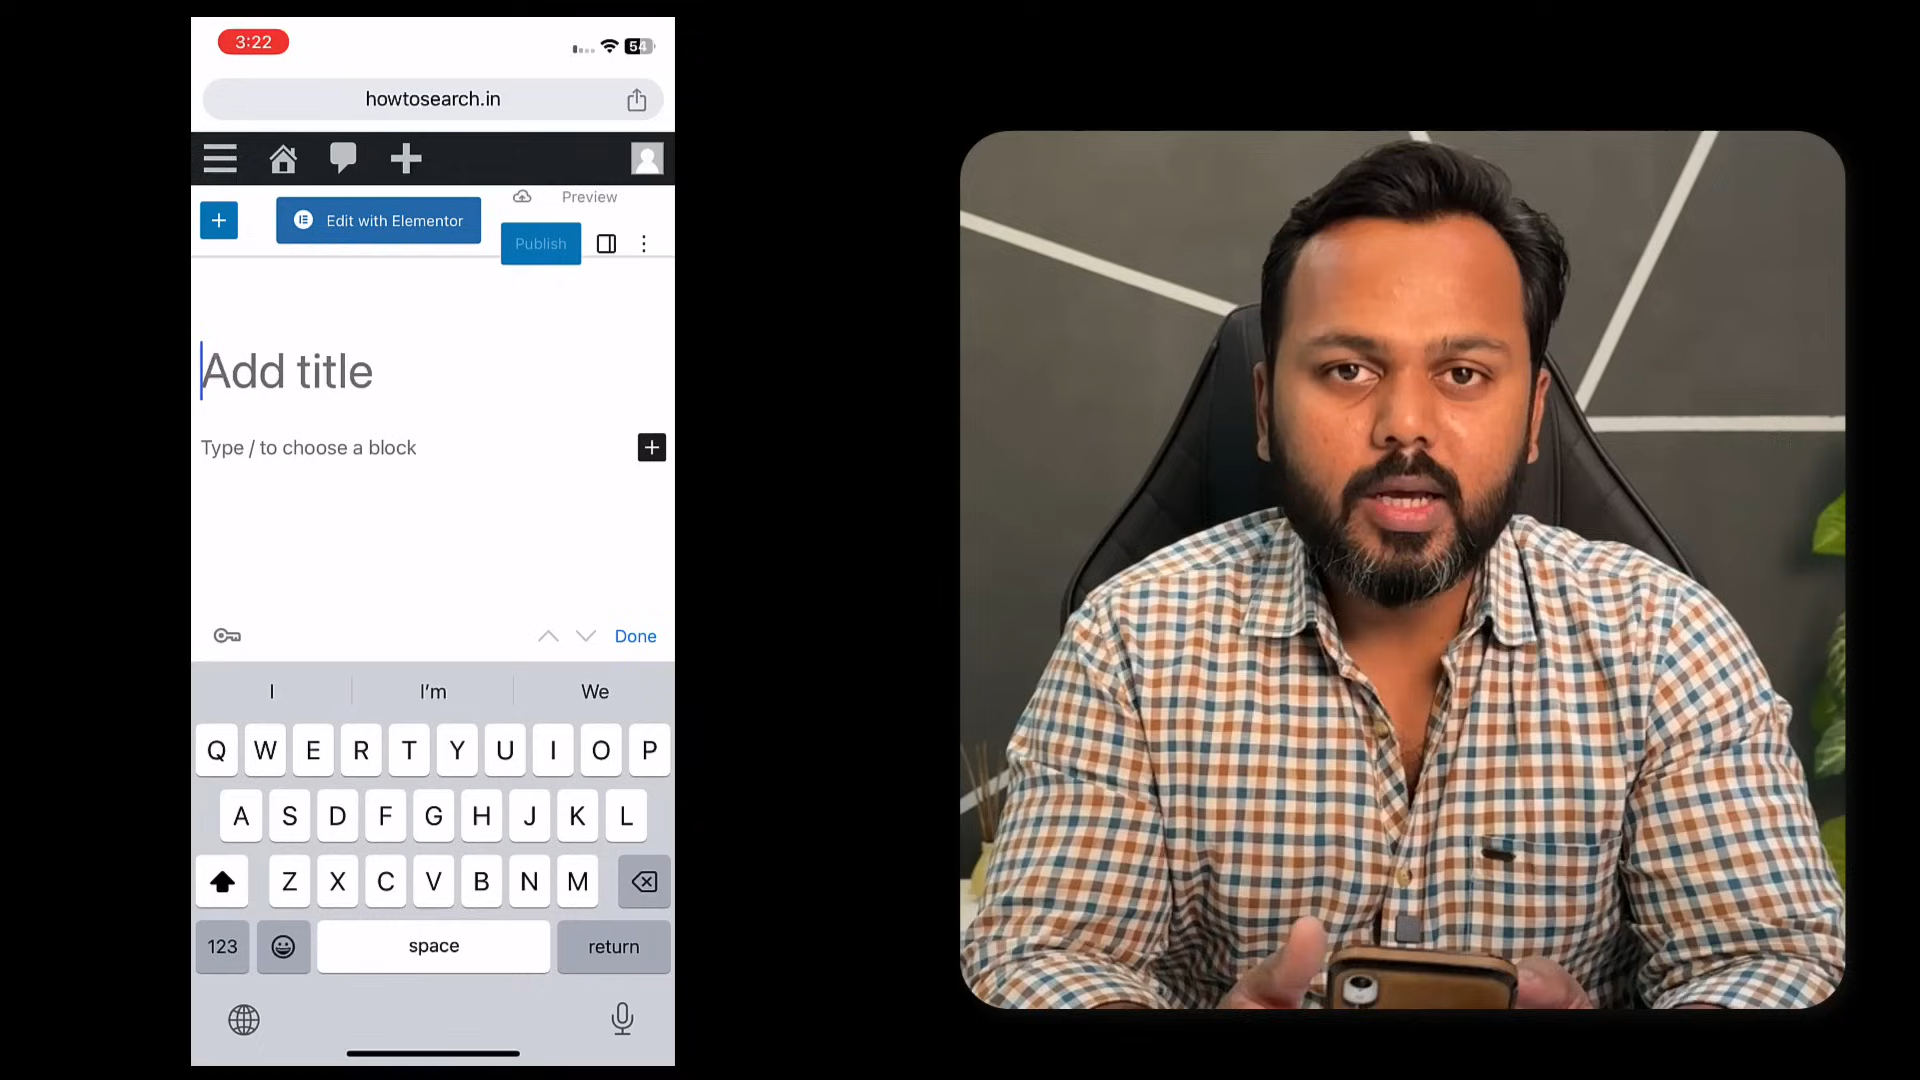 3:22
54
howtosearch.in
Preview
+ Edit with Elementor
Publish
Add title
Type / to choose a block
Done
I I'm We
Q W E R T Y U I O P
A S D F G H J K L
Z X C V B N M
123 space return